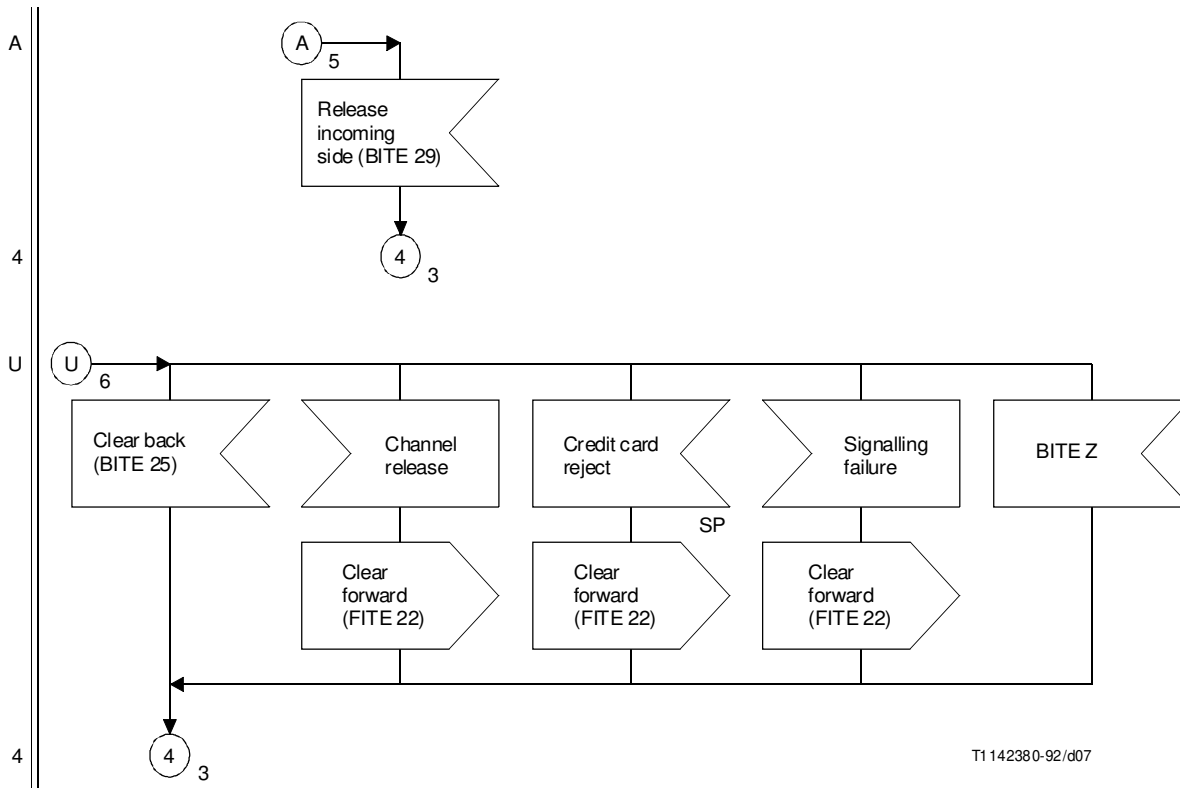 A
A
5
Release
incoming
side (BITE 29)
4
4
3
U
U
6
Clear back
(BITE 25)
Channel
release
Credit card
reject
Signalling
failure
BITE Z
SP
Clear
forward
(FITE 22)
Clear
forward
(FITE 22)
Clear
forward
(FITE 22)
4
4
3
T1142380-92/d07